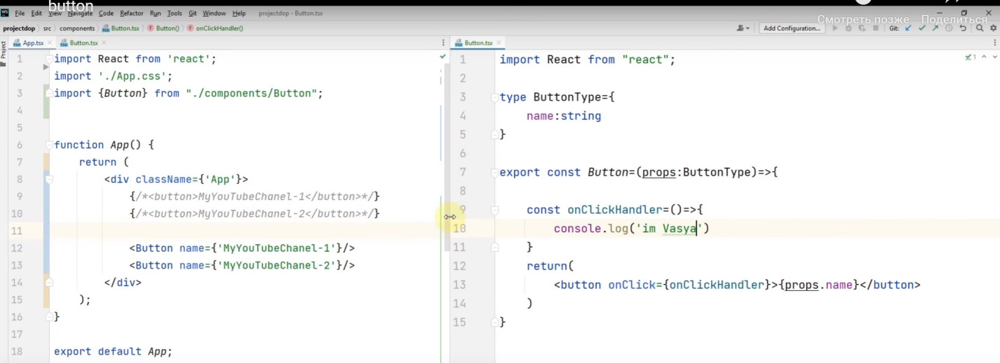 button
File Edit View Navigate Code Refactor Run Tools Git Window Help projectdop - Button.tsx
Смотреть позже Поделиться
projectdop src components Button.tsx Button() onClickHandler() Add Configuration... Git:
Project
App.tsx Button.tsx
1 import React from 'react';
2 import './App.css';
3 import {Button} from "./components/Button";
4
5
6 function App() {
7 return (
8 <div className={'App'}>
9 {/*<button>MyYouTubeChanel-1</button>*/}
10 {/*<button>MyYouTubeChanel-2</button>*/}
11
12 <Button name={'MyYouTubeChanel-1'}/>
13 <Button name={'MyYouTubeChanel-2'}/>
14 </div>
15 );
16 }
17
18 export default App;
Button.tsx
1
1 import React from "react";
2
3 type ButtonType={
4 name:string
5 }
6
7 export const Button=(props:ButtonType)=>{
8
9 const onClickHandler=()=>{
10 console.log('im Vasya')
11 }
12 return(
13 <button onClick={onClickHandler}>{props.name}</button>
14 )
15 }